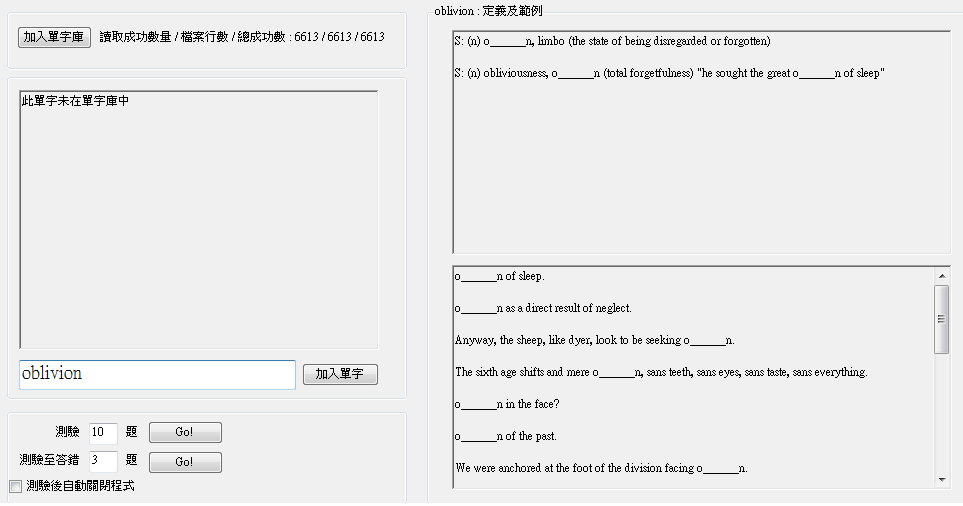 加入單字庫 讀取成功數量 / 檔案行數 / 總成功數 : 6613 / 6613 / 6613
此單字未在單字庫中
oblivion 加入單字
測驗 10 題 Go!
測驗至答錯 3 題 Go!
測驗後自動關閉程式
oblivion : 定義及範例
S: (n) o______n, limbo (the state of being disregarded or forgotten)
S: (n) obliviousness, o______n (total forgetfulness) "he sought the great o______n of sleep"
o______n of sleep.
o______n as a direct result of neglect.
Anyway, the sheep, like dyer, look to be seeking o______n.
The sixth age shifts and mere o______n, sans teeth, sans eyes, sans taste, sans everything.
o______n in the face?
o______n of the past.
We were anchored at the foot of the division facing o______n.